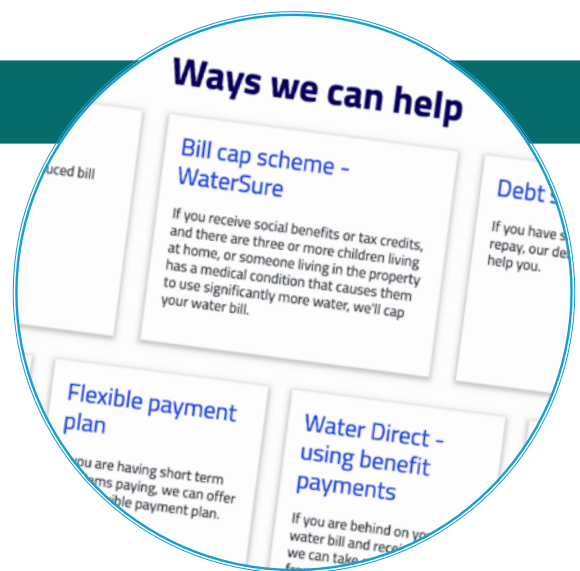 Ways we can help
uced bill
Bill cap scheme -
WaterSure
If you receive social benefits or tax credits,
and there are three or more children living
at home, or someone living in the property
has a medical condition that causes them
to use significantly more water, we'll cap
your water bill.
Debt
If you have
repay, our de
help you.
Flexible payment
plan
you are having short term
ms paying, we can offer
ible payment plan.
Water Direct -
using benefit
payments
If you are behind on
water bill and recei
we can take